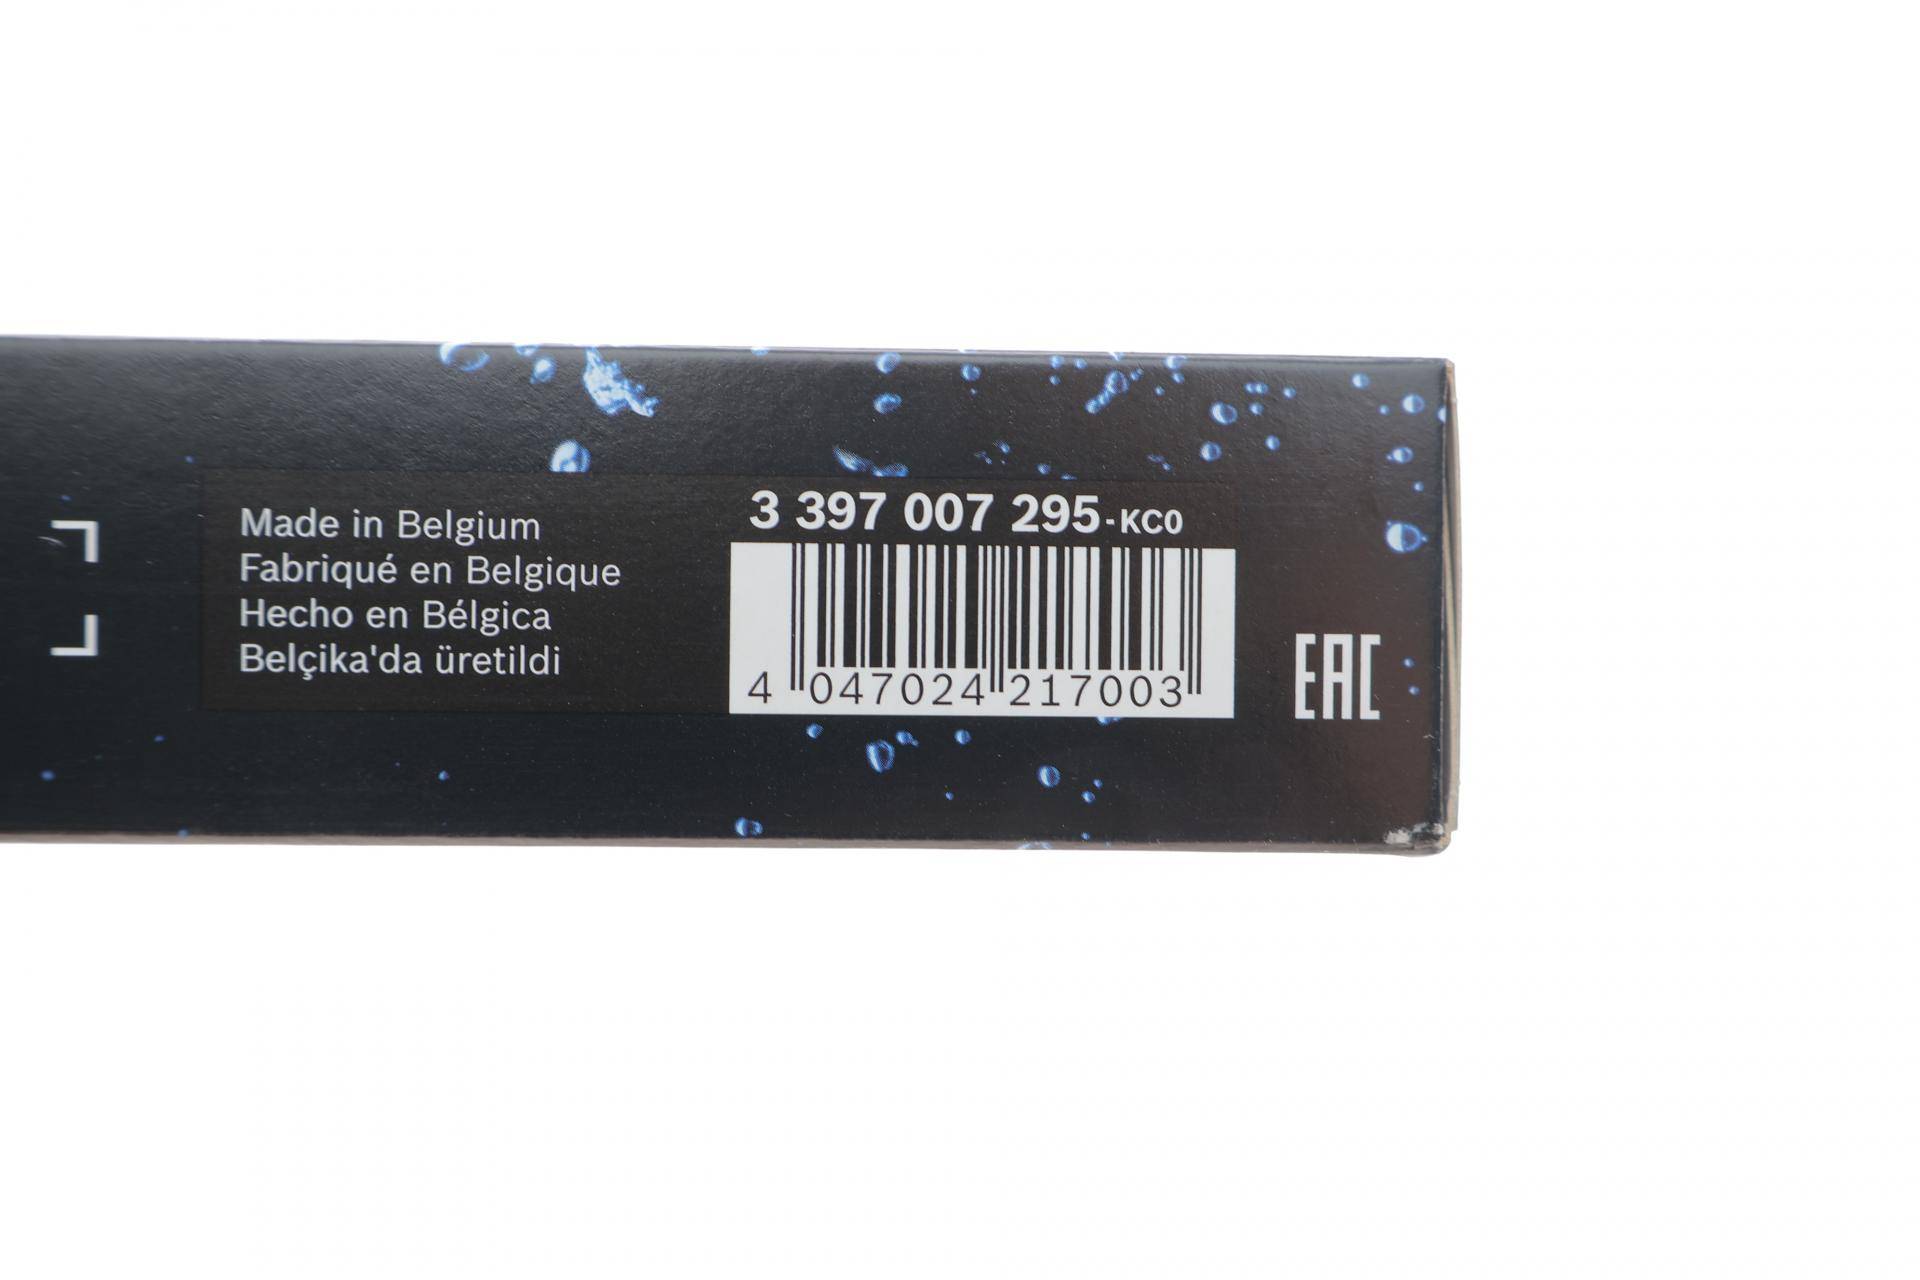 Made in Belgium
Fabriqué en Belgique
Hecho en Bélgica
Belçika'da üretildi
3 397 007 295-KC0
4 047024 217003
EAC